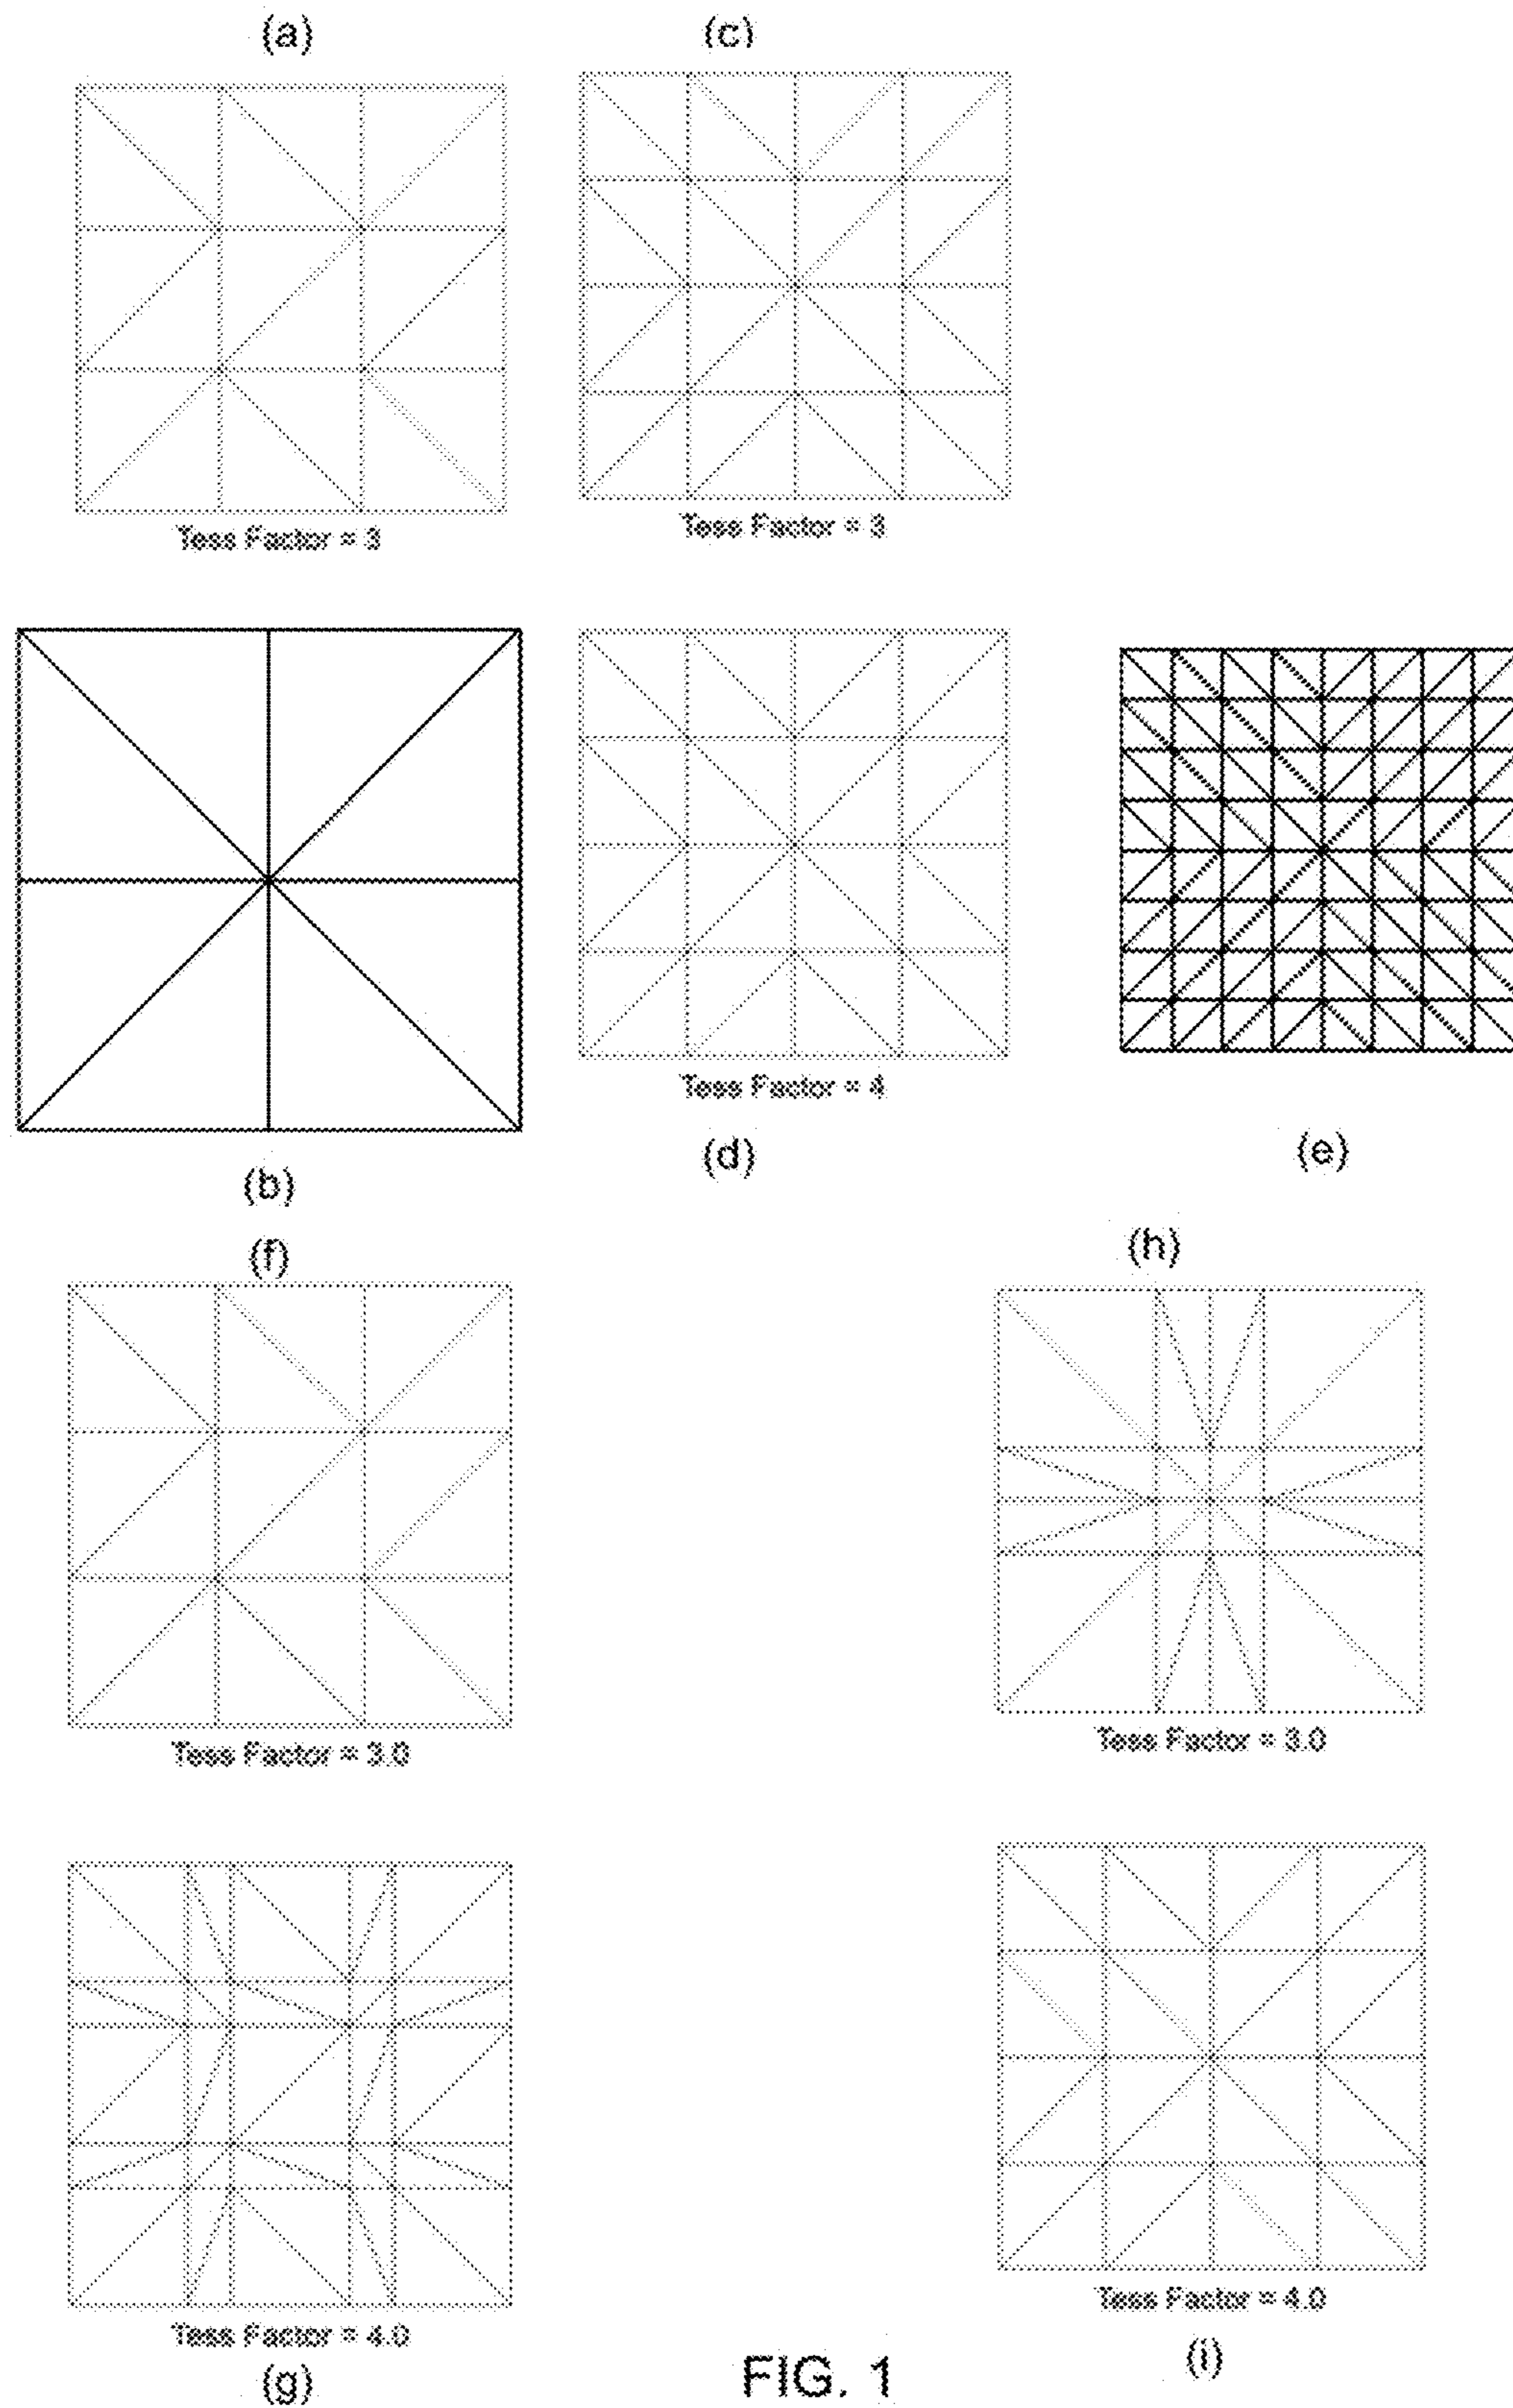 (a)
(c)
Tess Factor = 3
Tess Factor = 3
Tess Factor = 4
(b)
(d)
(e)
(f)
(h)
Tess Factor = 3.0
Tess Factor = 3.0
Tess Factor = 4.0
Tess Factor = 4.0
(g)
FIG. 1
(i)